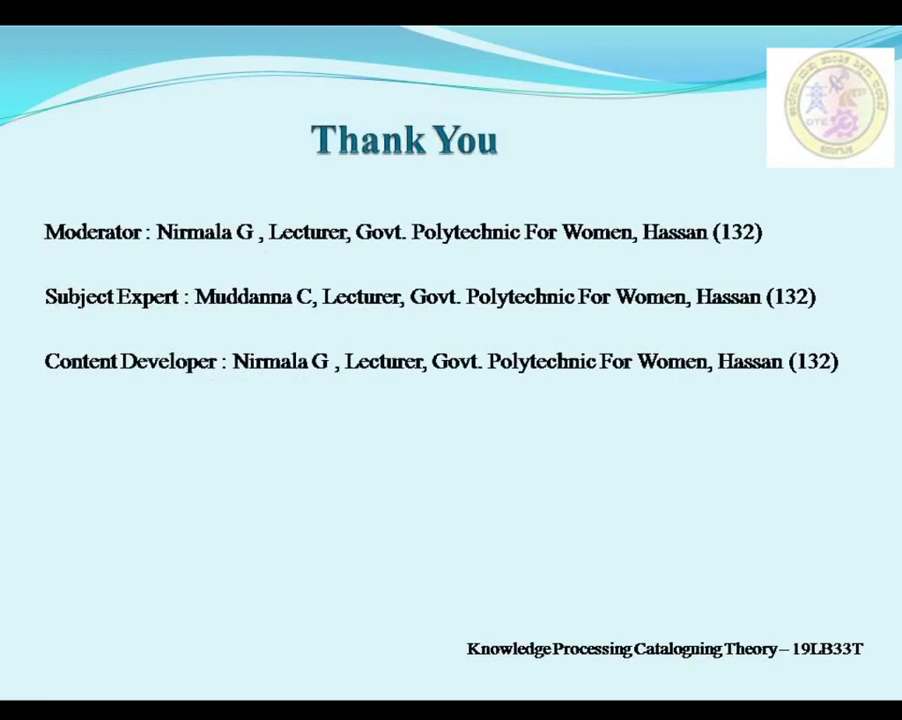 Thank You
DTE
Moderator : Nirmala G , Lecturer, Govt. Polytechnic For Women, Hassan (132)
Subject Expert : Muddanna C, Lecturer, Govt. Polytechnic For Women, Hassan (132)
Content Developer : Nirmala G , Lecturer, Govt. Polytechnic For Women, Hassan (132)
Knowledge Processing Cataloguing Theory – 19LB33T